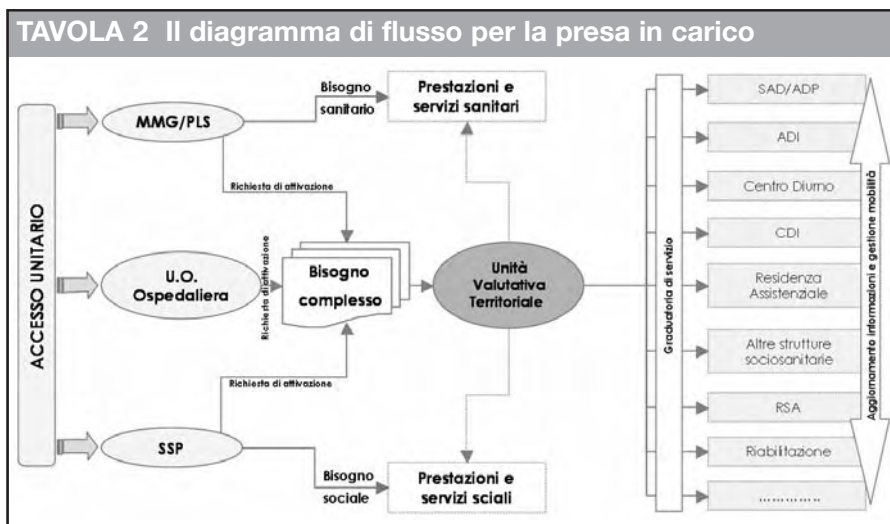 TAVOLA 2 Il diagramma di flusso per la presa in carico
ACCESSO UNITARIO
MMG/PLS
Bisogno
sanitario
Prestazioni e
servizi sanitari
Richiesta di attivazione
U.O.
Ospedaliera
Richiesta di attivazione
Bisogno
complesso
Unità
Valutativa
Territoriale
Richiesta di attivazione
SSP
Bisogno
sociale
Prestazioni e
servizi sciali
Graduatoria di servizio
SAD/ADP
ADI
Centro Diurno
CDI
Residenza
Assistenziale
Altre strutture
sociosanitarie
RSA
Riabilitazione
..............
Aggiornamento informazioni e gestione mobilità